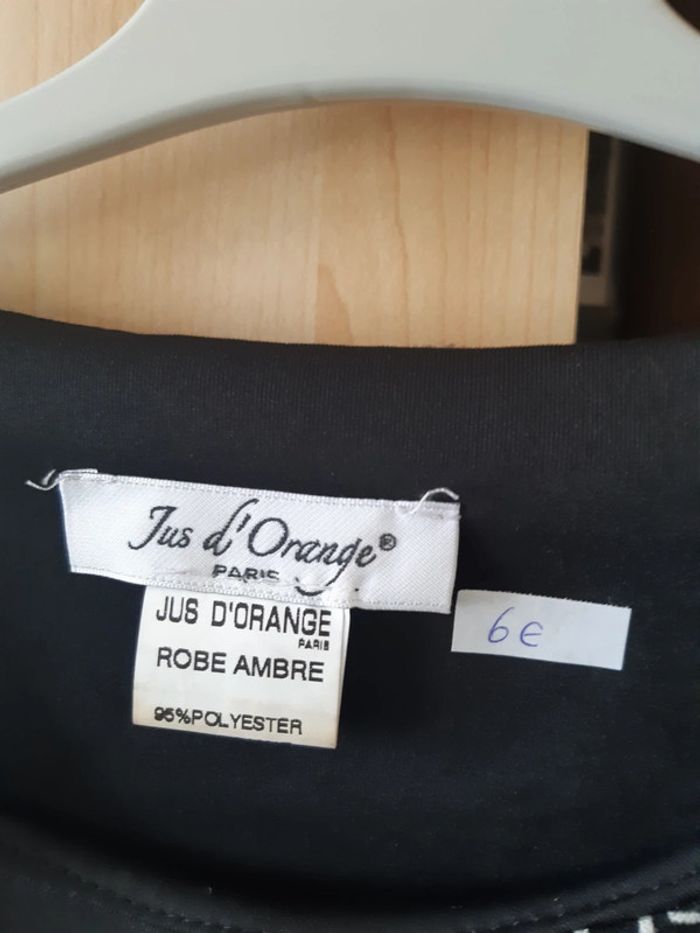 Jus d'Orange®
PARIS
JUS D'ORANGE
PARIS
ROBE AMBRE
95%POLYESTER
6€